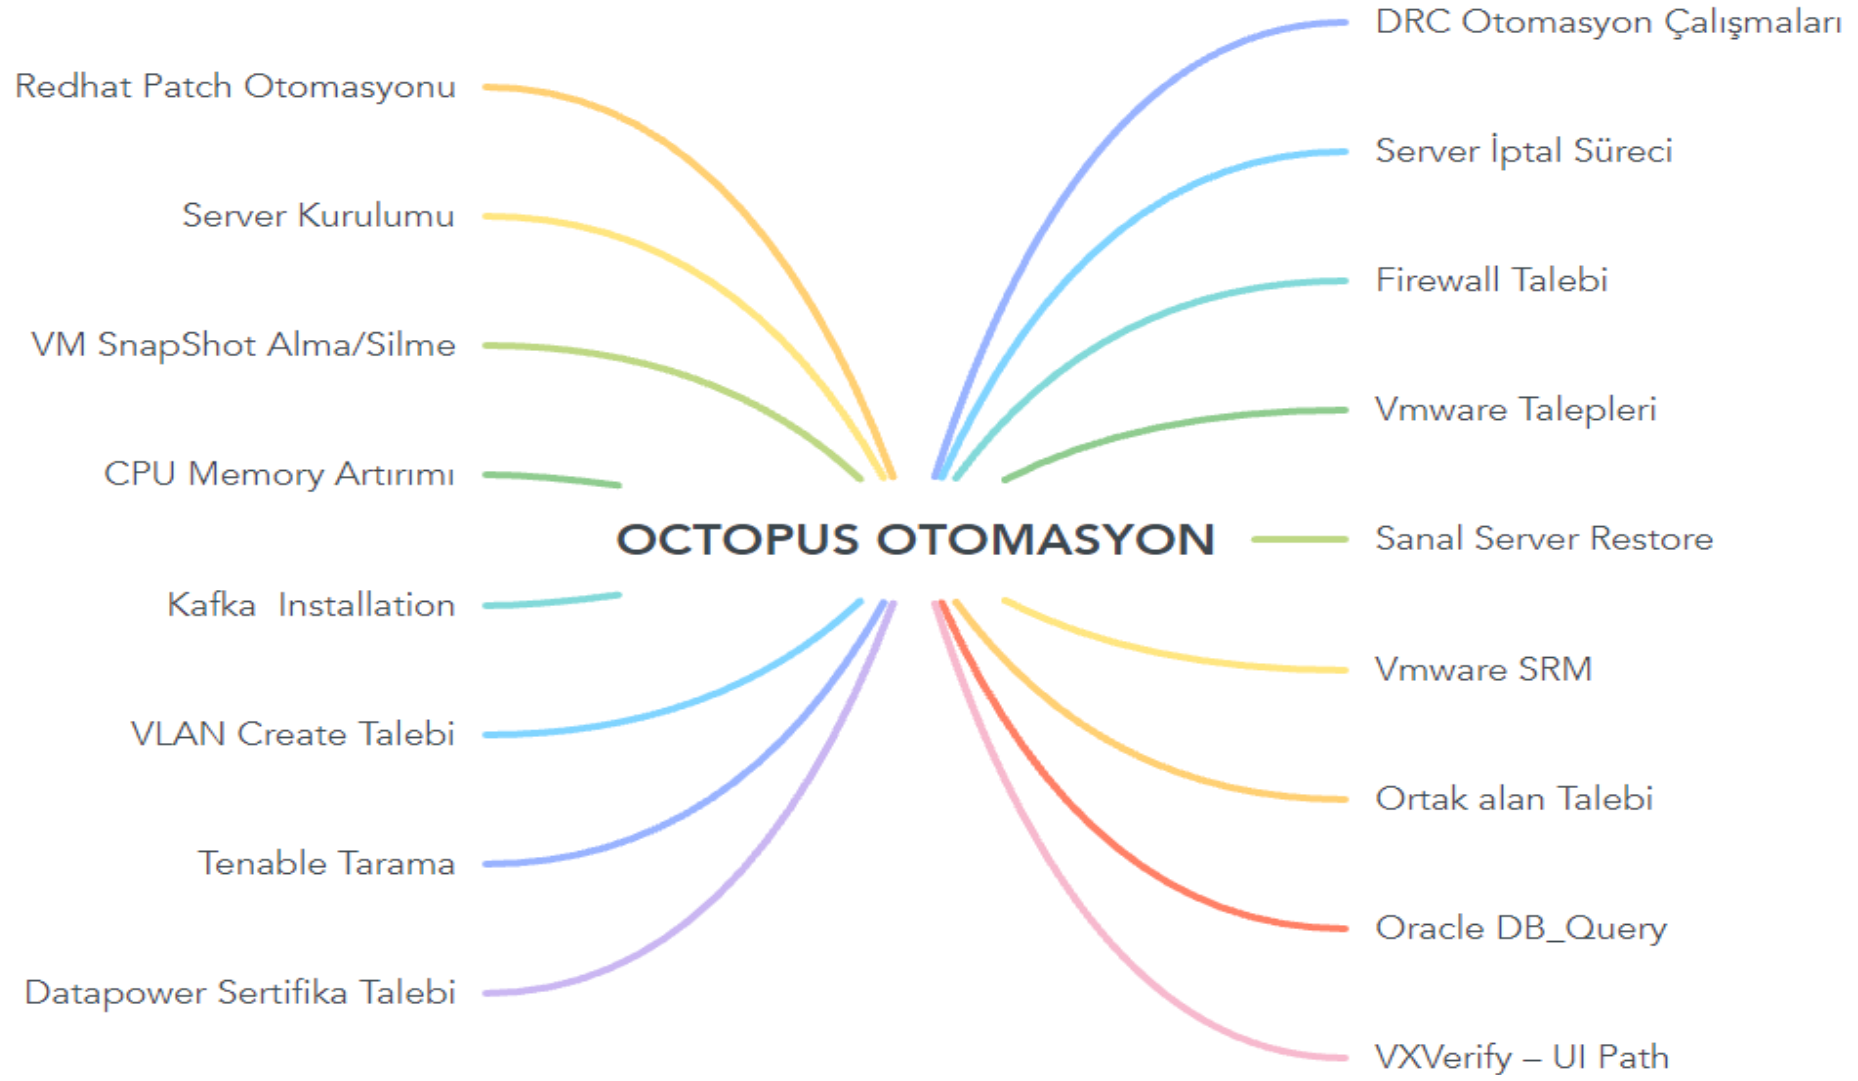 Redhat Patch Otomasyonu
Server Kurulumu
VM SnapShot Alma/Silme
CPU Memory Artırımı
Kafka  Installation
VLAN Create Talebi
Tenable Tarama
Datapower Sertifika Talebi
OCTOPUS OTOMASYON
DRC Otomasyon Çalışmaları
Server İptal Süreci
Firewall Talebi
Vmware Talepleri
Sanal Server Restore
Vmware SRM
Ortak alan Talebi
Oracle DB_Query
VXVerify – UI Path